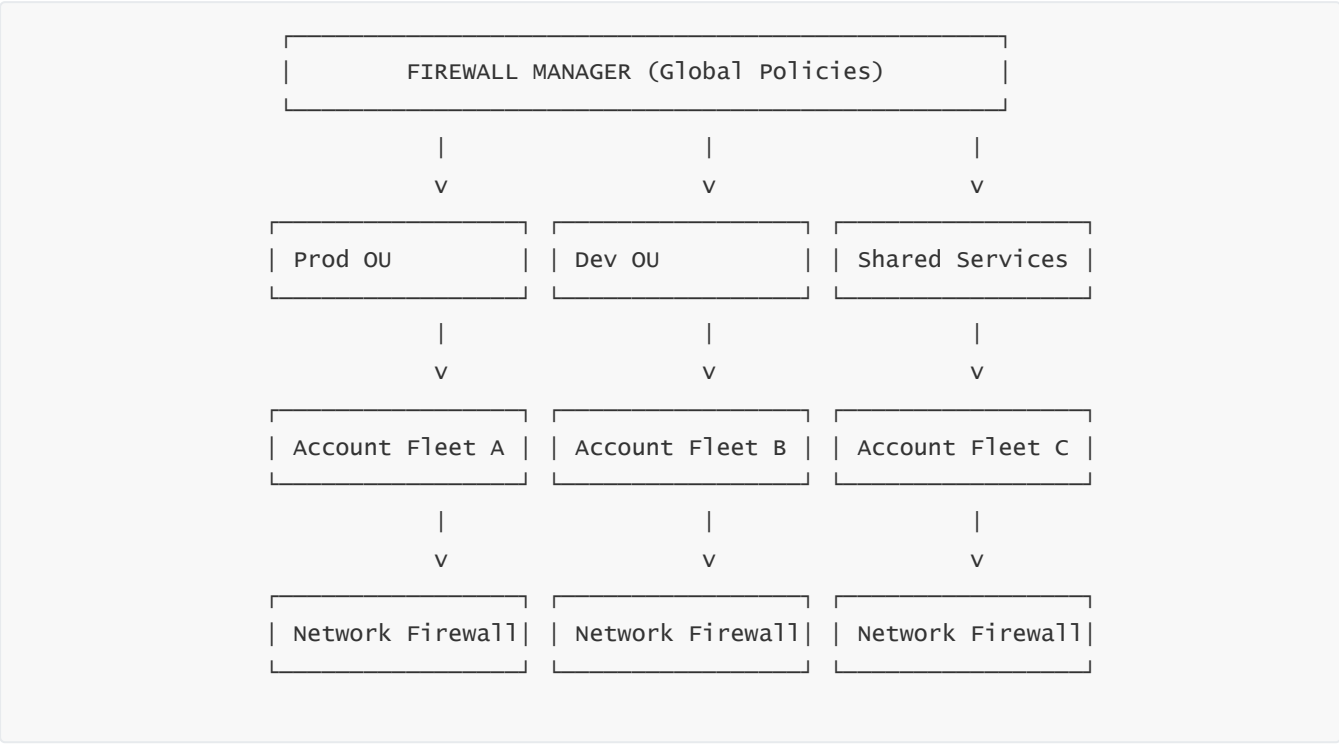 FIREWALL MANAGER (Global Policies)
Prod OU Dev OU Shared Services
Account Fleet A Account Fleet B Account Fleet C
Network Firewall Network Firewall Network Firewall